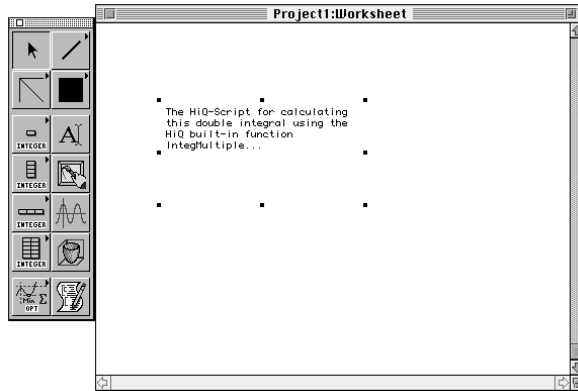 Project1:Worksheet
The HiQ-Script for calculating
this double integral using the
HiQ built-in function
IntegMultiple...
A
INTEGER
INTEGER
INTEGER
INTEGER
Min Σ
OPT